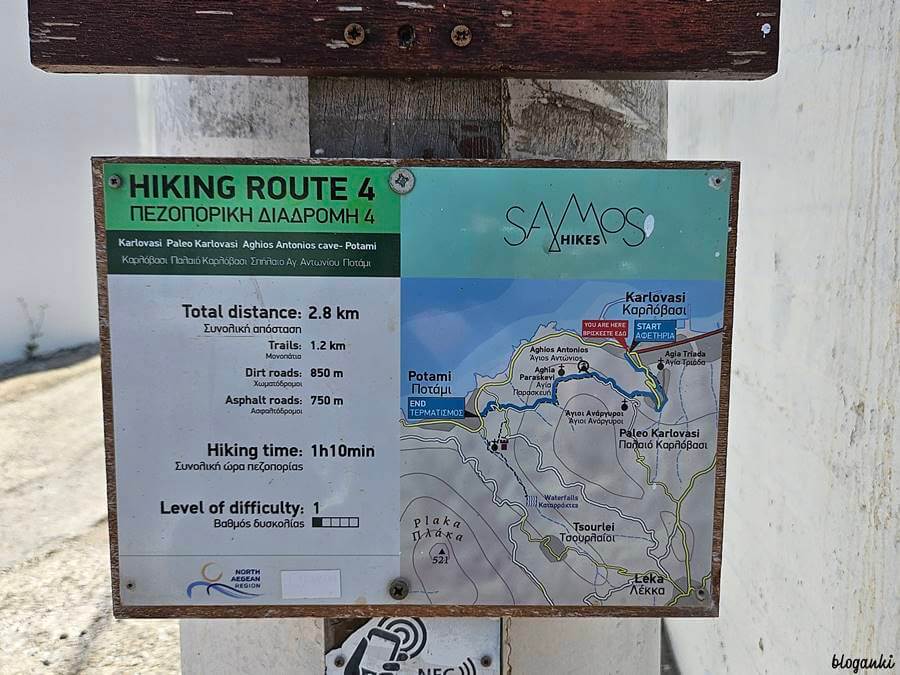 HIKING ROUTE 4
ΠΕΖΟΠΟΡΙΚΗ ΔΙΑΔΡΟΜΗ 4
Karlovasi Paleo Karlovasi Aghios Antonios cave- Potami
Καρλόβασι Παλαιό Καρλόβασι Σπήλαιο Αγ. Αντωνίου Ποτάμι
Total distance: 2.8 km
Συνολική απόσταση
Trails: 1.2 km
Μονοπάτια
Dirt roads: 850 m
Χωματόδρομοι
Asphalt roads: 750 m
Ασφαλτόδρομοι
Hiking time: 1h10min
Συνολική ώρα πεζοπορίας
Level of difficulty: 1
Βαθμός δυσκολίας
NORTH
AEGEAN
REGION
SAMOS
HIKES
Karlovasi
Καρλόβασι
YOU ARE HERE
ΒΡΙΣΚΕΣΤΕ ΕΔΩ
START
ΑΦΕΤΗΡΙΑ
Aghios Antonios
Άγιος Αντώνιος
Agia Triada
Αγία Τριάδα
Aghia
Paraskevi
Αγία
Παρασκευή
Potami
Ποτάμι
END
ΤΕΡΜΑΤΙΣΜΟΣ
Άγιοι Ανάργυροι
Άγιοι Ανάργυροι
Paleo Karlovasi
Παλαιό Καρλόβασι
Waterfalls
Καταρράκτες
Plaka
Πλάκα
521
Tsourlei
Τσουρλαίοι
Leka
Λέκκα
NFC
bloganki